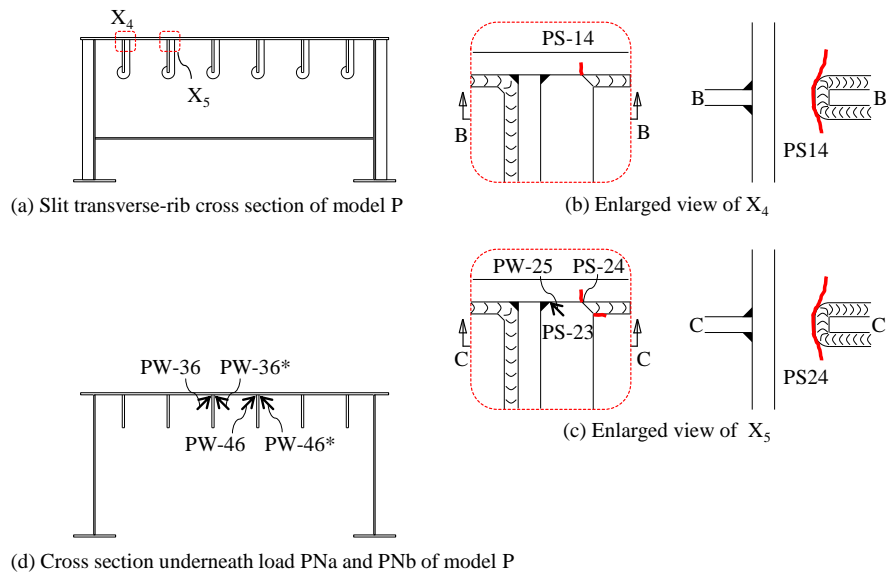 X4
X5
(a) Slit transverse-rib cross section of model P
PS-14
B
B
B
B
PS14
(b) Enlarged view of X4
PW-25
PS-24
PS-23
C
C
C
C
PS24
(c) Enlarged view of X5
PW-36
PW-36*
PW-46
PW-46*
(d) Cross section underneath load PNa and PNb of model P